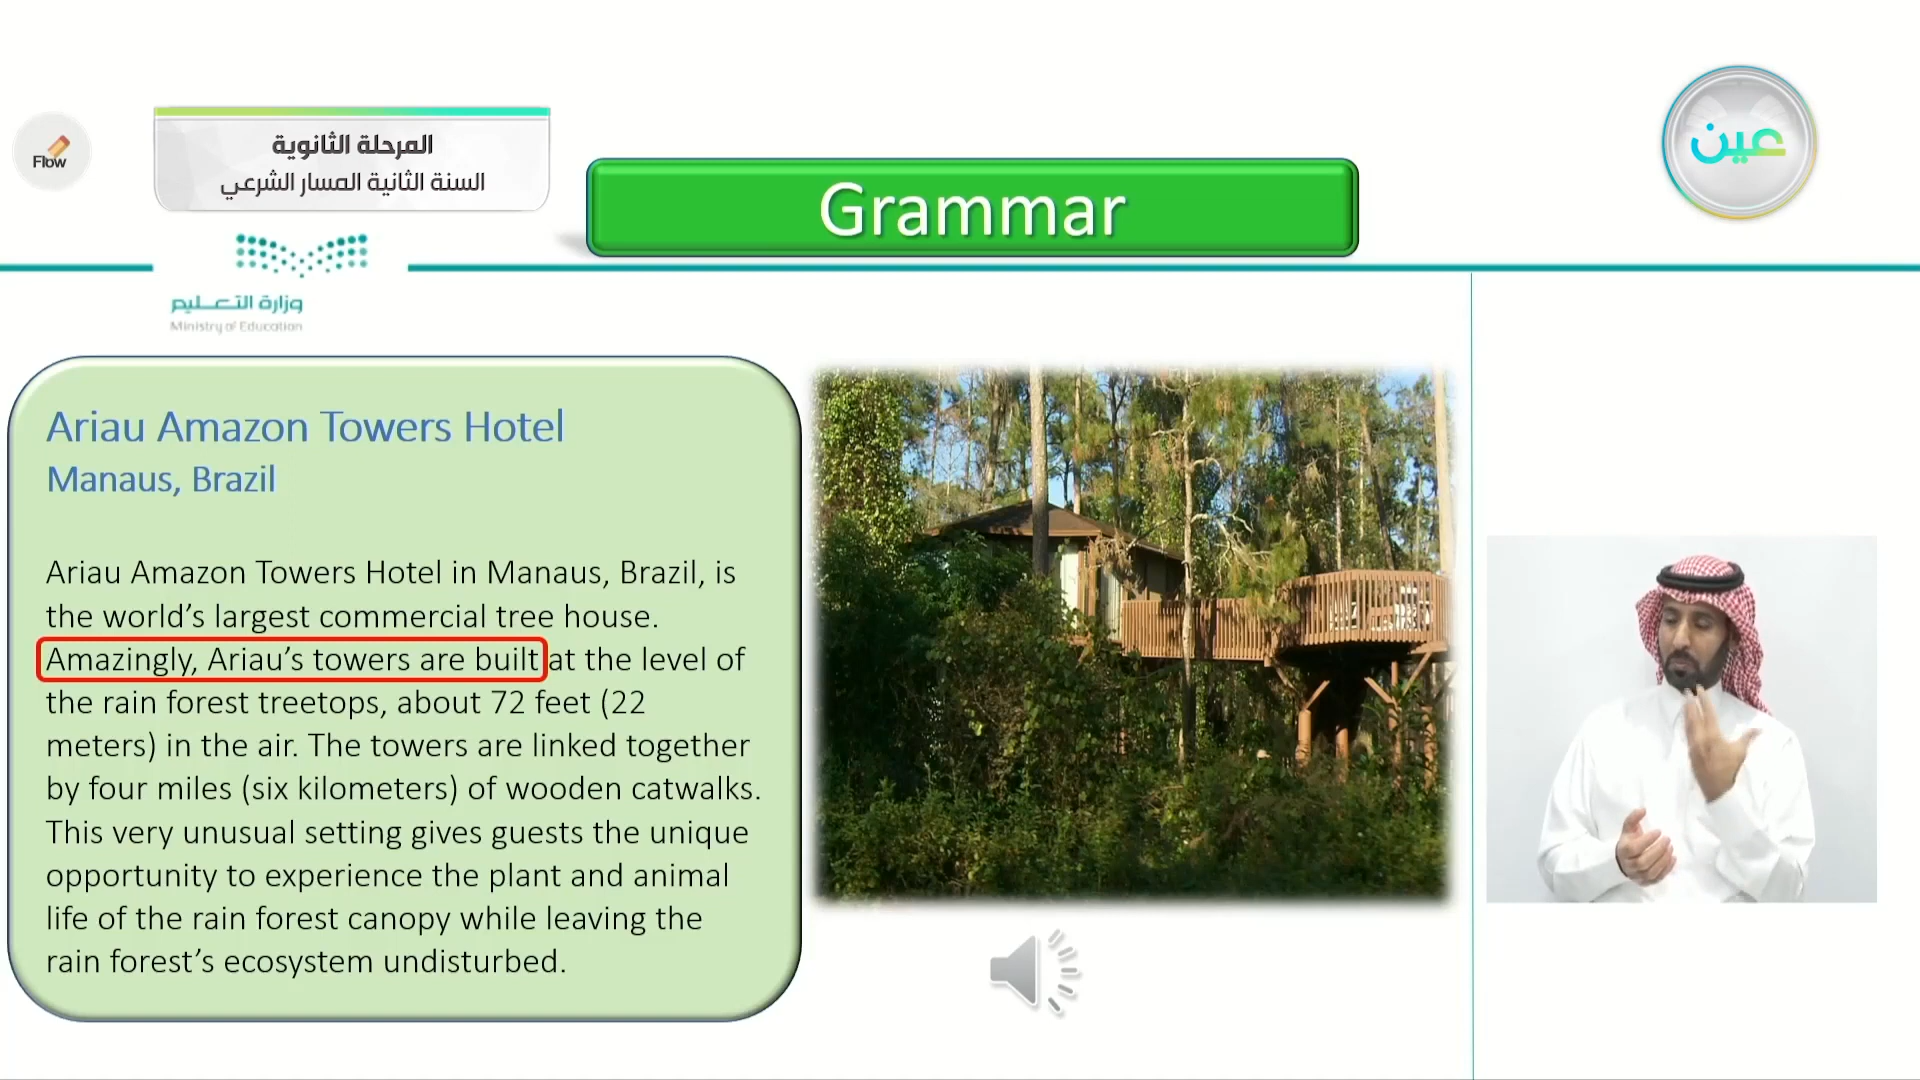 Flow
المرحلة الثانوية
السنة الثانية المسار الشرعي
Grammar
عين
وزارة التعليم
Ministry of Education
Ariau Amazon Towers Hotel
Manaus, Brazil
Ariau Amazon Towers Hotel in Manaus, Brazil, is
the world’s largest commercial tree house.
Amazingly, Ariau’s towers are built at the level of
the rain forest treetops, about 72 feet (22
meters) in the air. The towers are linked together
by four miles (six kilometers) of wooden catwalks.
This very unusual setting gives guests the unique
opportunity to experience the plant and animal
life of the rain forest canopy while leaving the
rain forest’s ecosystem undisturbed.